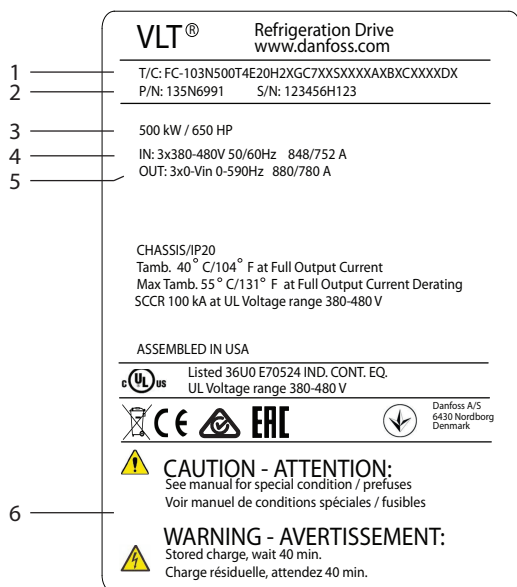 VLT® Refrigeration Drive
www.danfoss.com
1 T/C: FC-103N500T4E20H2XGC7XXSXXXXAXBXCXXXXDX
2 P/N: 135N6991 S/N: 123456H123
3 500 kW / 650 HP
4 IN: 3x380-480V 50/60Hz 848/752 A
5 OUT: 3x0-Vin 0-590Hz 880/780 A
CHASSIS/IP20
Tamb. 40° C/104° F at Full Output Current
Max Tamb. 55° C/131° F at Full Output Current Derating
SCCR 100 kA at UL Voltage range 380-480 V
ASSEMBLED IN USA
c UL us Listed 36U0 E70524 IND. CONT. EQ.
UL Voltage range 380-480 V
CE EAC Danfoss A/S
6430 Nordborg
Denmark
CAUTION - ATTENTION:
See manual for special condition / prefuses
Voir manuel de conditions spéciales / fusibles
6
WARNING - AVERTISSEMENT:
Stored charge, wait 40 min.
Charge résiduelle, attendez 40 min.